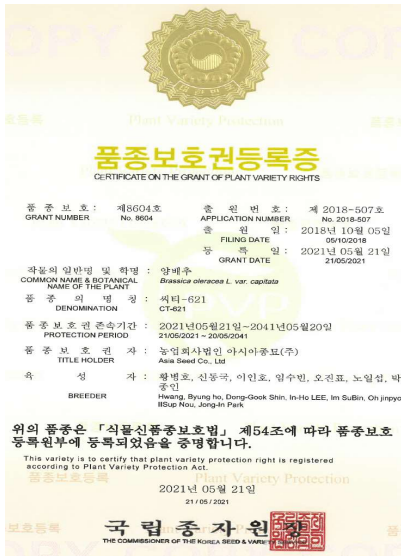 COPY
COPY
품종보호권등록증
CERTIFICATE ON THE GRANT OF PLANT VARIETY RIGHTS
품 종 보 호 : 제8604호 출 원 번 호 : 제 2018-507호
GRANT NUMBER No. 8604 APPLICATION NUMBER No. 2018-507
출 원 일 : 2018년 10월 05일
FILING DATE 05/10/2018
등 록 일 : 2021년 05월 21일
GRANT DATE 21/05/2021
작물의 일반명 및 학명 : 양배추
COMMON NAME & BOTANICAL Brassica oleracea L. var. capitata
NAME OF THE PLANT
품 종 의 명 칭 : 씨티-621
DENOMINATION CT-621
품종보호권존속기간 : 2021년05월21일~2041년05월20일
PROTECTION PERIOD 21/05/2021 ~ 20/05/2041
품 종 보 호 권 자 : 농업회사법인 아시아종묘(주)
TITLE HOLDER Asia Seed Co., Ltd
육 성 자 : 황병호, 신동국, 이인호, 임수빈, 오진표, 노일섭, 박
종인
BREEDER Hwang, Byung ho, Dong-Gook Shin, In-Ho LEE, Im SuBin, Oh jinpyo
IlSup Nou, Jong-In Park
위의 품종은 「식물신품종보호법」 제54조에 따라 품종보호
등록원부에 등록되었음을 증명합니다.
This variety is to certify that plant variety protection right is registered
according to Plant Variety Protection Act.
Plant Variety Protection
2021년 05월 21일
21 / 05 / 2021
국립종자원장
THE COMMISSIONER OF THE KOREA SEED & VARIETY SERVICE